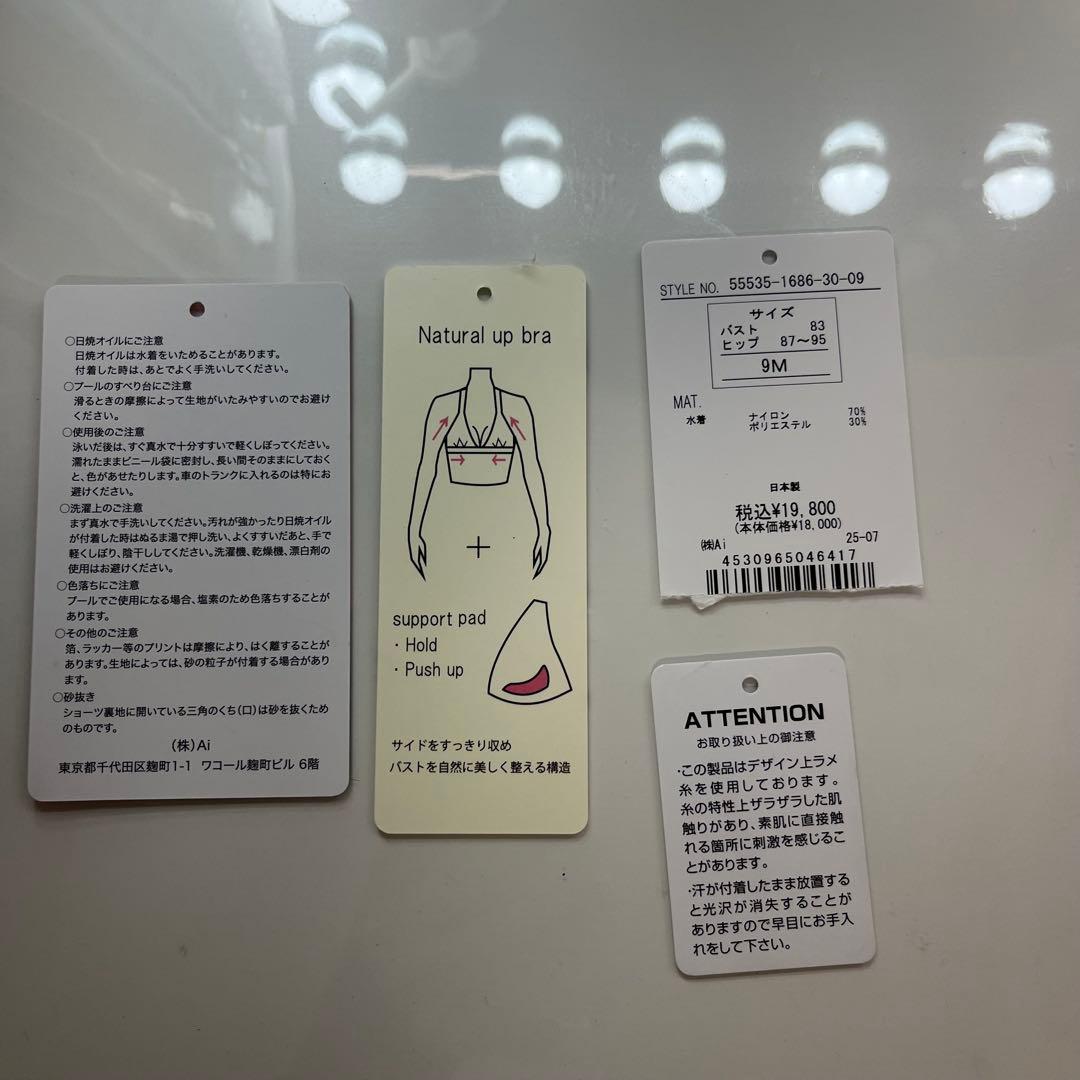 ○日焼オイルにご注意
日焼オイルは水着をいためることがあります。
付着した時は、あとでよく手洗いしてください。
○プールのすべり台にご注意
滑るときの摩擦によって生地がいたみやすいのでお避け
ください。
○使用後のご注意
泳いだ後は、すぐ真水で十分すすいで軽くしぼってください。
濡れたままビニール袋に密封し、長い間そのままにしておく
と、色があせたりします。車のトランクに入れるのは特にお
避けください。
○洗濯上のご注意
まず真水で手洗いしてください。汚れが強かったり日焼オイル
が付着した時はぬるま湯で押し洗い、よくすすいだあと、手で
軽くしぼり、陰干ししてください。洗濯機、乾燥機、漂白剤の
使用はお避けください。
○色落ちにご注意
プールでご使用になる場合、塩素のため色落ちすることが
あります。
○その他のご注意
箔、ラッカー等のプリントは摩擦により、はく離することが
あります。生地によっては、砂の粒子が付着する場合があり
ます。
○砂抜き
ショーツ裏地に開いている三角のくち(口)は砂を抜くため
のものです。
(株)Ai
東京都千代田区麹町1-1 ワコール麹町ビル 6階
Natural up bra
+
support pad
・Hold
・Push up
サイドをすっきり収め
バストを自然に美しく整える構造
STYLE NO. 55535-1686-30-09
サイズ
バスト 83
ヒップ 87～95
9M
MAT.
水着 ナイロン 70%
ポリエステル 30%
日本製
税込¥19,800
(本体価格¥18,000)
(株)Ai 25-07
4530965046417
ATTENTION
お取り扱い上の御注意
・この製品はデザイン上ラメ
糸を使用しております。
糸の特性上ザラザラした肌
触りがあり、素肌に直接触
れる箇所に刺激を感じるこ
とがあります。
・汗が付着したまま放置する
と光沢が消失することが
ありますので早目にお手入
れをして下さい。